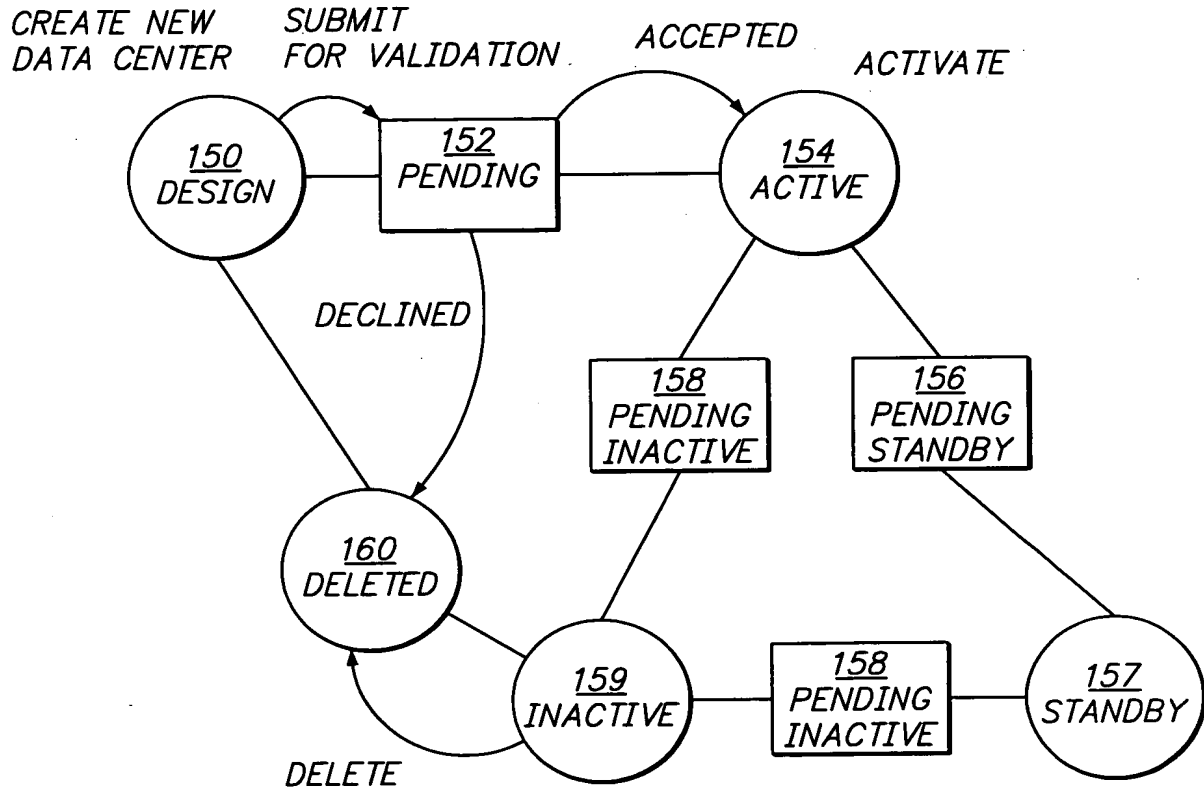 CREATE NEW
DATA CENTER
SUBMIT
FOR VALIDATION
ACCEPTED
ACTIVATE
150
DESIGN
152
PENDING
154
ACTIVE
DECLINED
158
PENDING
INACTIVE
156
PENDING
STANDBY
160
DELETED
159
INACTIVE
158
PENDING
INACTIVE
157
STANDBY
DELETE